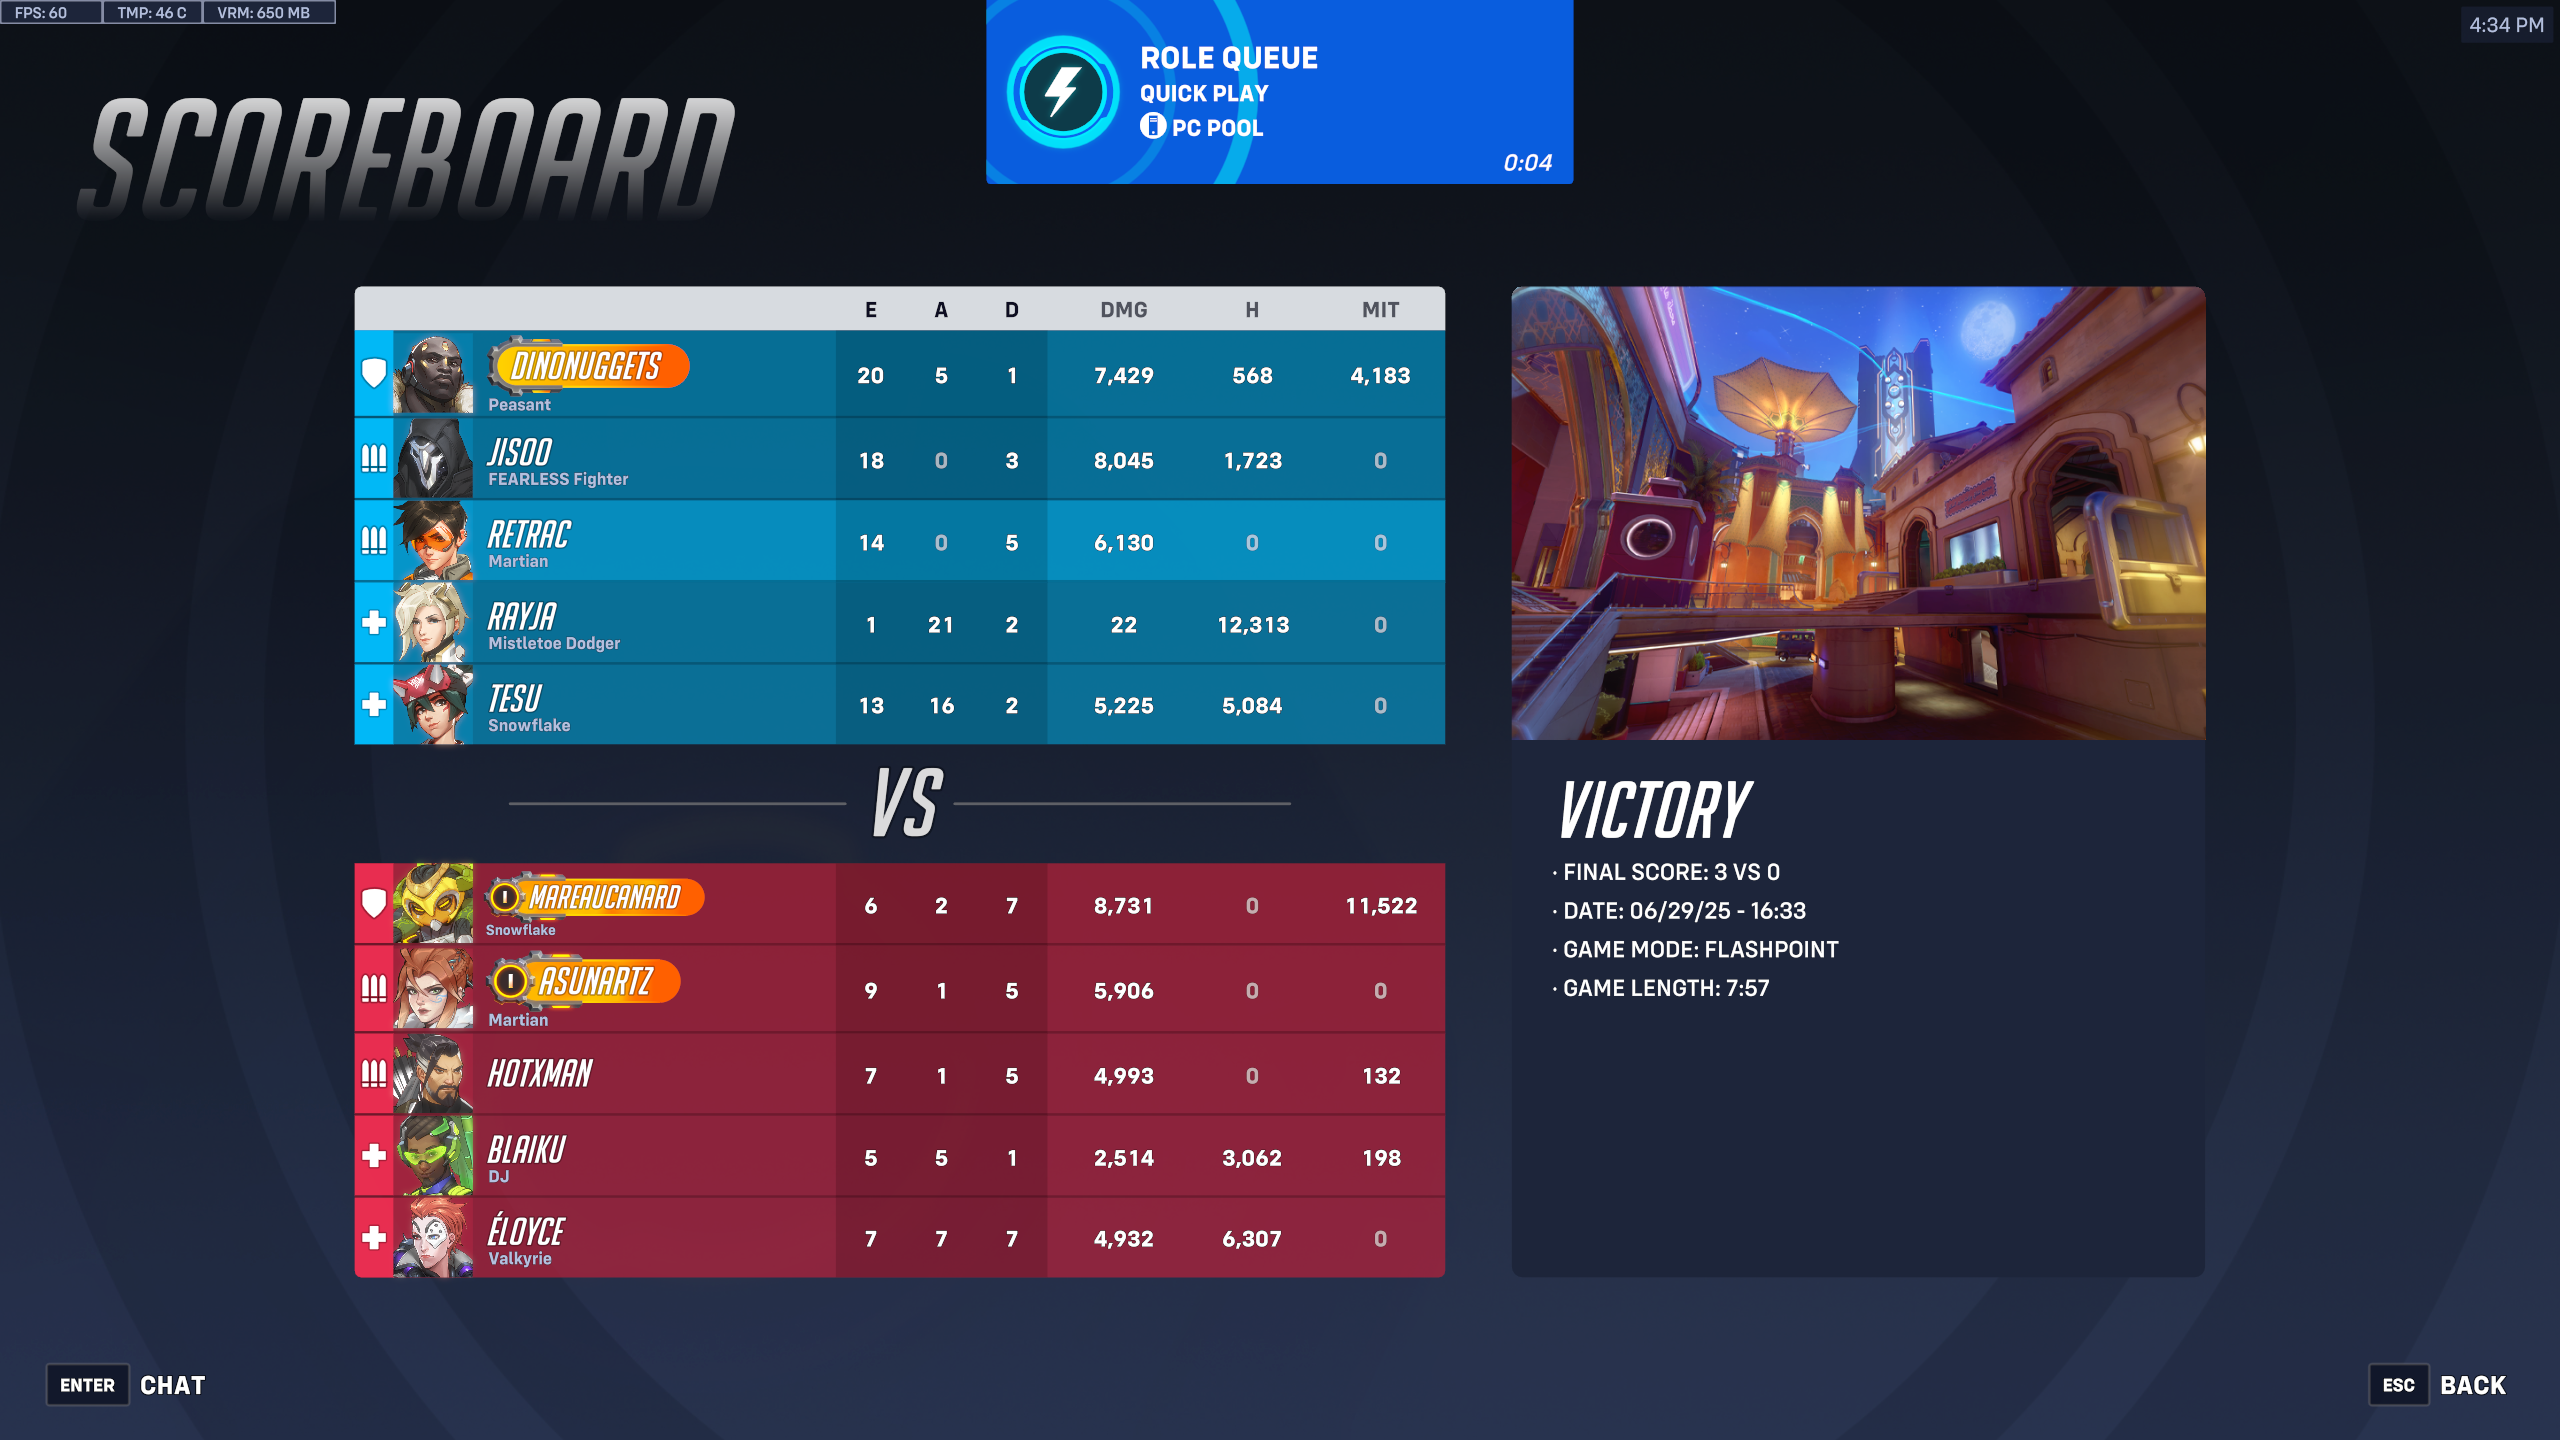 FPS: 60 TMP: 46 C VRM: 650 MB
4:34 PM
ROLE QUEUE
QUICK PLAY
PC POOL
0:04
SCOREBOARD
E A D DMG H MIT
DINONUGGETS 20 5 1 7,429 568 4,183
Peasant
JISOO 18 0 3 8,045 1,723 0
FEARLESS Fighter
RETRAC 14 0 5 6,130 0 0
Martian
RAYJA 1 21 2 22 12,313 0
Mistletoe Dodger
TESU 13 16 2 5,225 5,084 0
Snowflake
VS
I MAREAUCANARD 6 2 7 8,731 0 11,522
Snowflake
I ASUNARTZ 9 1 5 5,906 0 0
Martian
HOTXMAN 7 1 5 4,993 0 132
BLAIKU 5 5 1 2,514 3,062 198
DJ
ÉLOYCE 7 7 7 4,932 6,307 0
Valkyrie
VICTORY
· FINAL SCORE: 3 VS 0
· DATE: 06/29/25 - 16:33
· GAME MODE: FLASHPOINT
· GAME LENGTH: 7:57
ENTER CHAT
ESC BACK